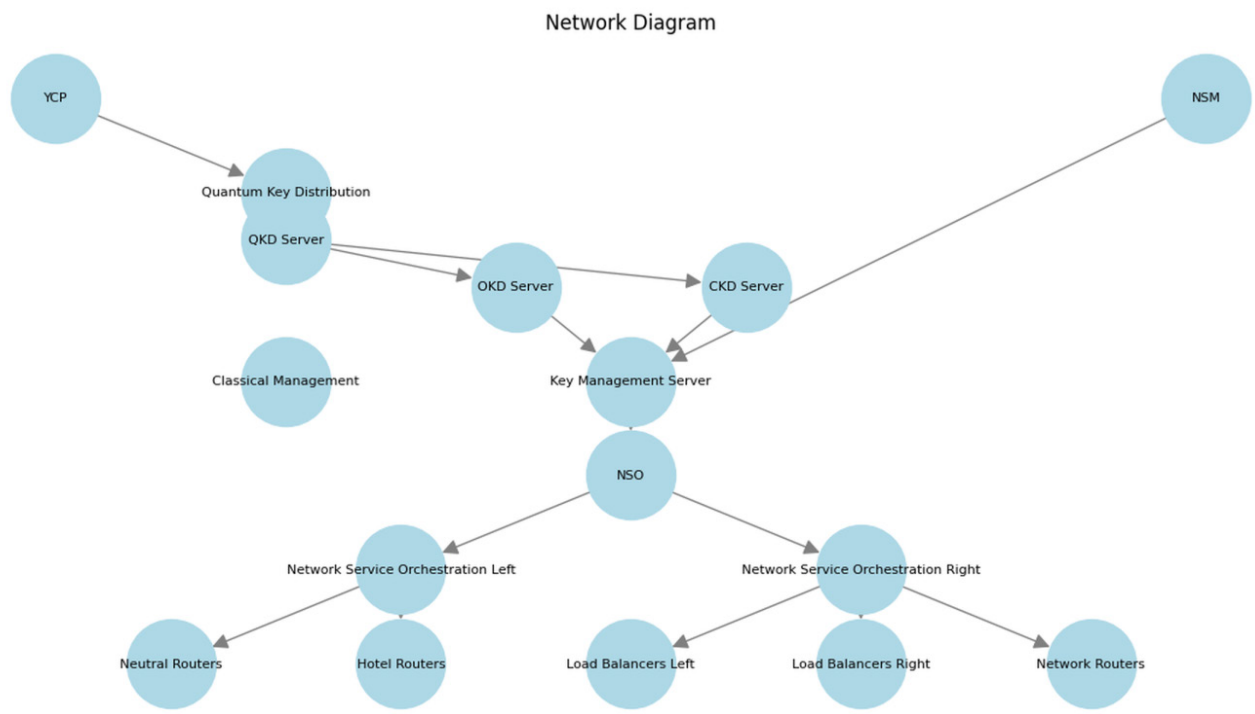 Network Diagram
YCP
NSM
Quantum Key Distribution
QKD Server
OKD Server
CKD Server
Classical Management
Key Management Server
NSO
Network Service Orchestration Left
Network Service Orchestration Right
Neutral Routers
Hotel Routers
Load Balancers Left
Load Balancers Right
Network Routers